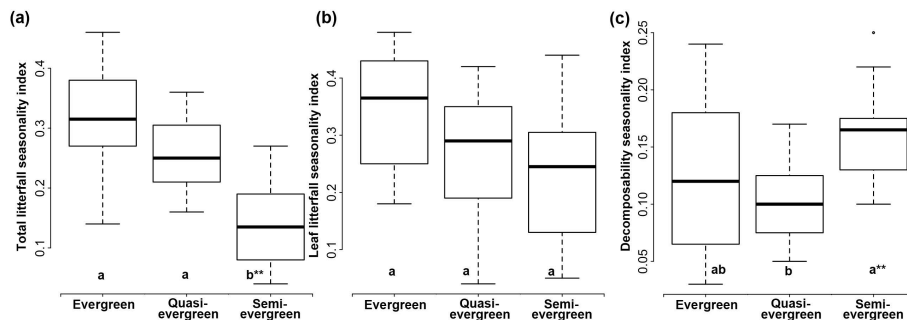 (a)
Total litterfall seasonality index
0.4
0.3
0.2
0.1
a
a
b**
Evergreen
Quasi-
evergreen
Semi-
evergreen
(b)
Leaf litterfall seasonality index
0.4
0.3
0.2
0.1
a
a
a
Evergreen
Quasi-
evergreen
Semi-
evergreen
(c)
Decomposability seasonality index
0.25
0.20
0.15
0.10
0.05
ab
b
a**
Evergreen
Quasi-
evergreen
Semi-
evergreen